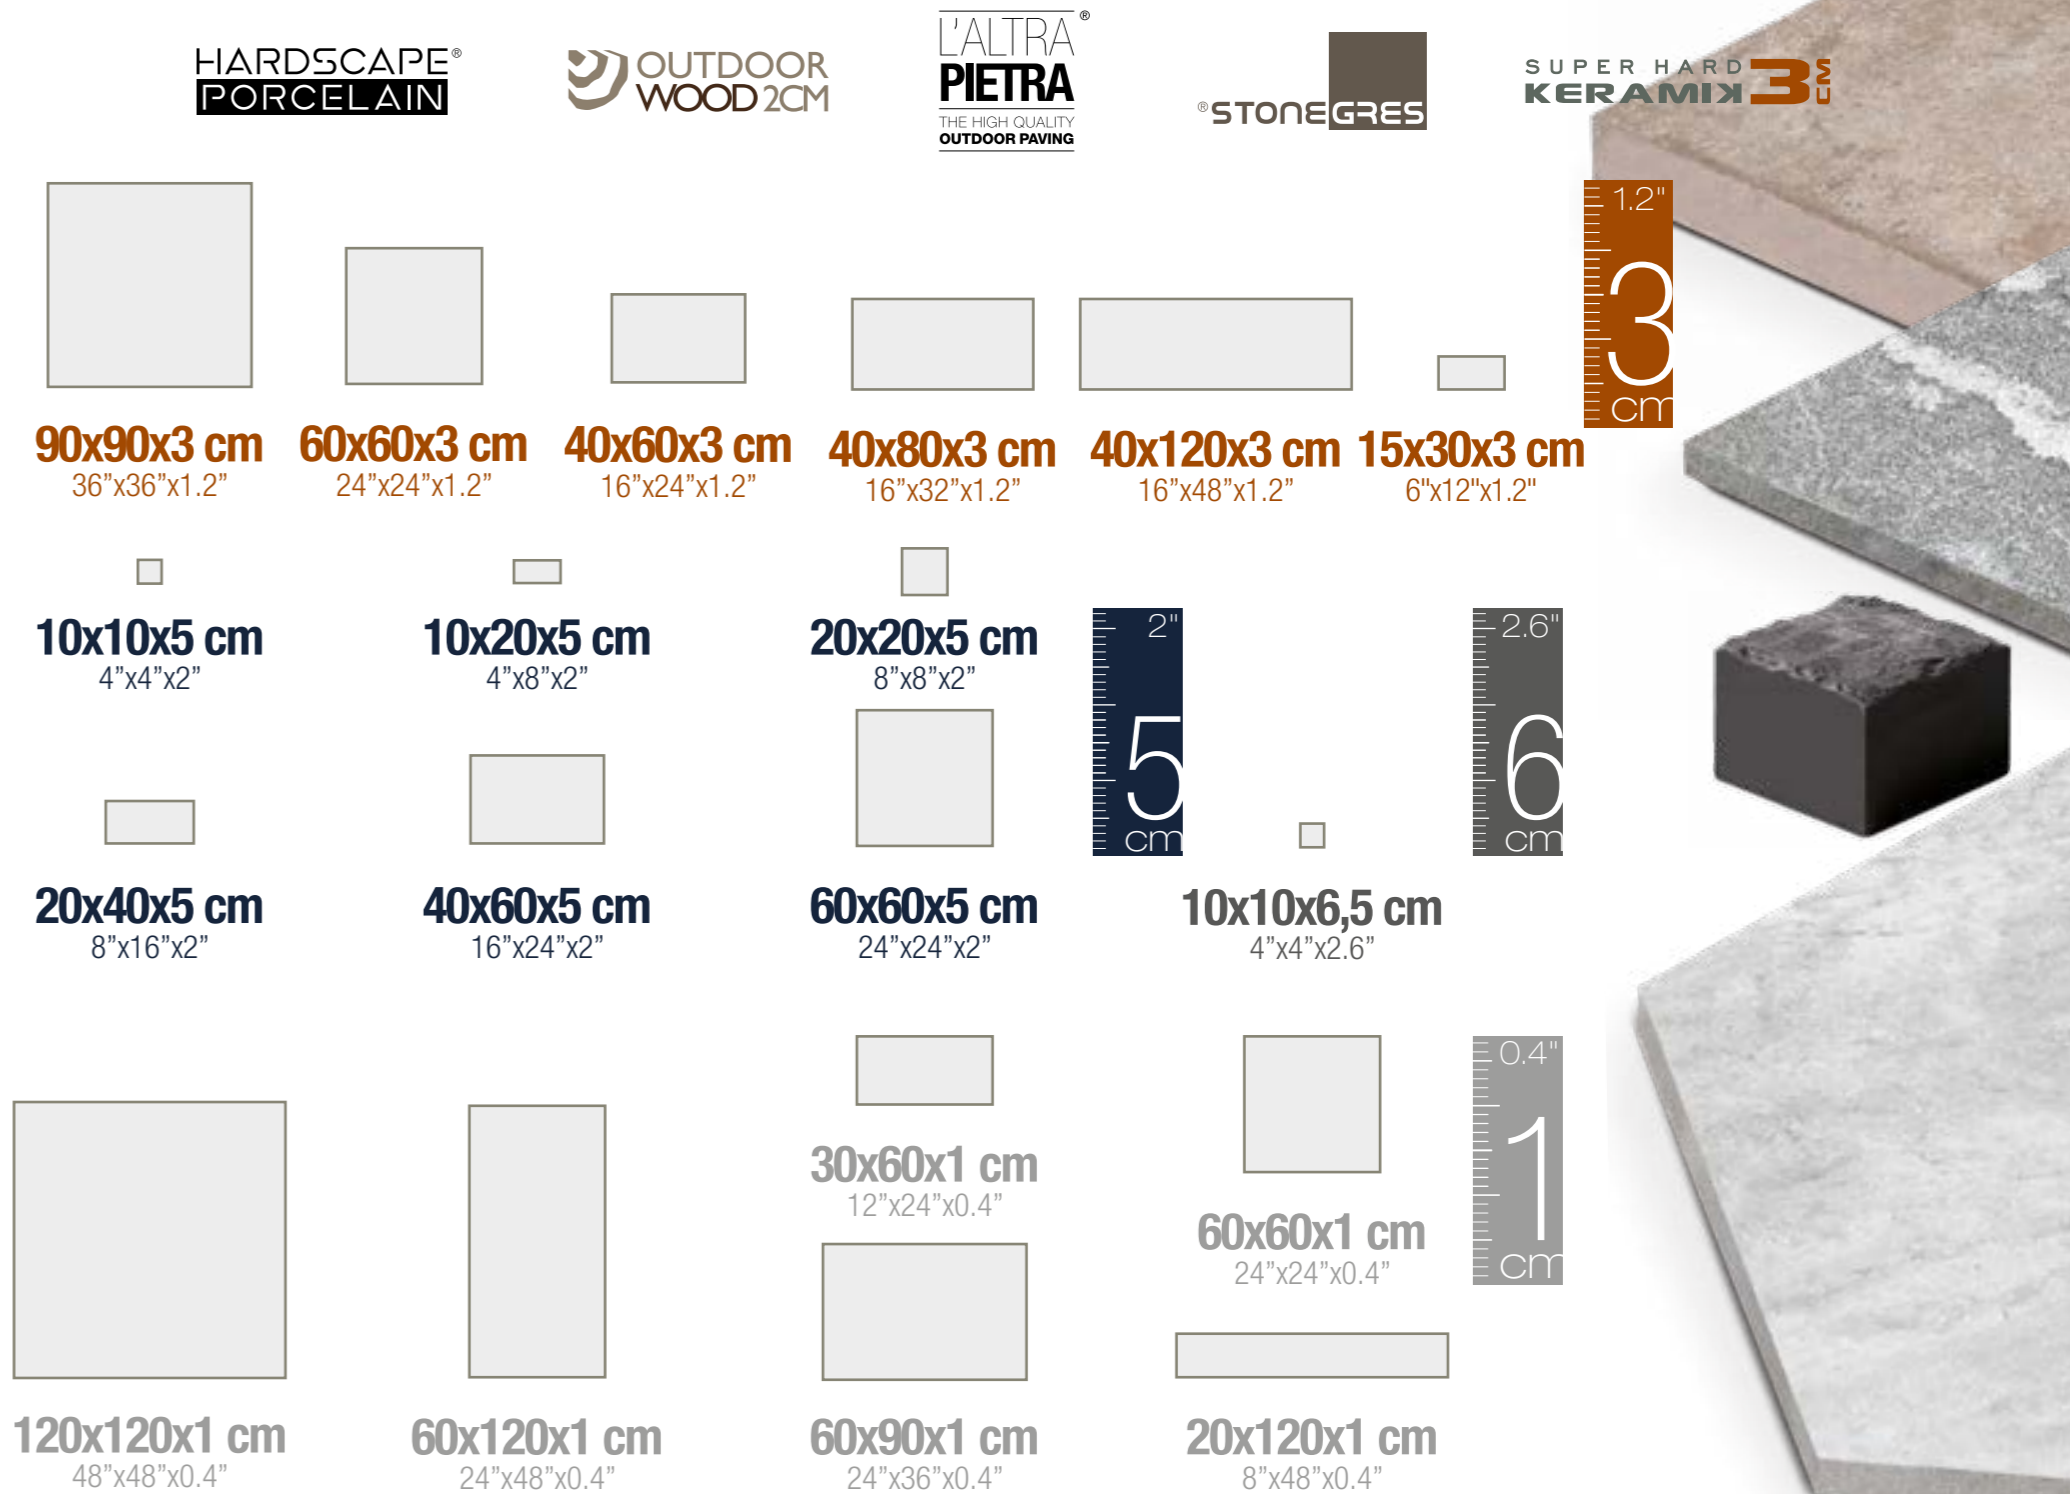 HARDSCAPE®
PORCELAIN
OUTDOOR
WOOD 2CM
L'ALTRA®
PIETRA
THE HIGH QUALITY
OUTDOOR PAVING
®STONEGRES
SUPER HARD
KERAMIK 3 CM
1.2"
3
cm
90x90x3 cm
36”x36”x1.2”
60x60x3 cm
24”x24”x1.2”
40x60x3 cm
16”x24”x1.2”
40x80x3 cm
16”x32”x1.2”
40x120x3 cm
16”x48”x1.2”
15x30x3 cm
6"x12"x1.2"
10x10x5 cm
4”x4”x2”
10x20x5 cm
4”x8”x2”
20x20x5 cm
8”x8”x2”
2"
5
cm
2.6"
6
cm
20x40x5 cm
8”x16”x2”
40x60x5 cm
16”x24”x2”
60x60x5 cm
24”x24”x2”
10x10x6,5 cm
4”x4”x2.6”
0.4"
1
cm
30x60x1 cm
12”x24”x0.4”
60x60x1 cm
24”x24”x0.4”
120x120x1 cm
48”x48”x0.4”
60x120x1 cm
24”x48”x0.4”
60x90x1 cm
24”x36”x0.4”
20x120x1 cm
8”x48”x0.4”